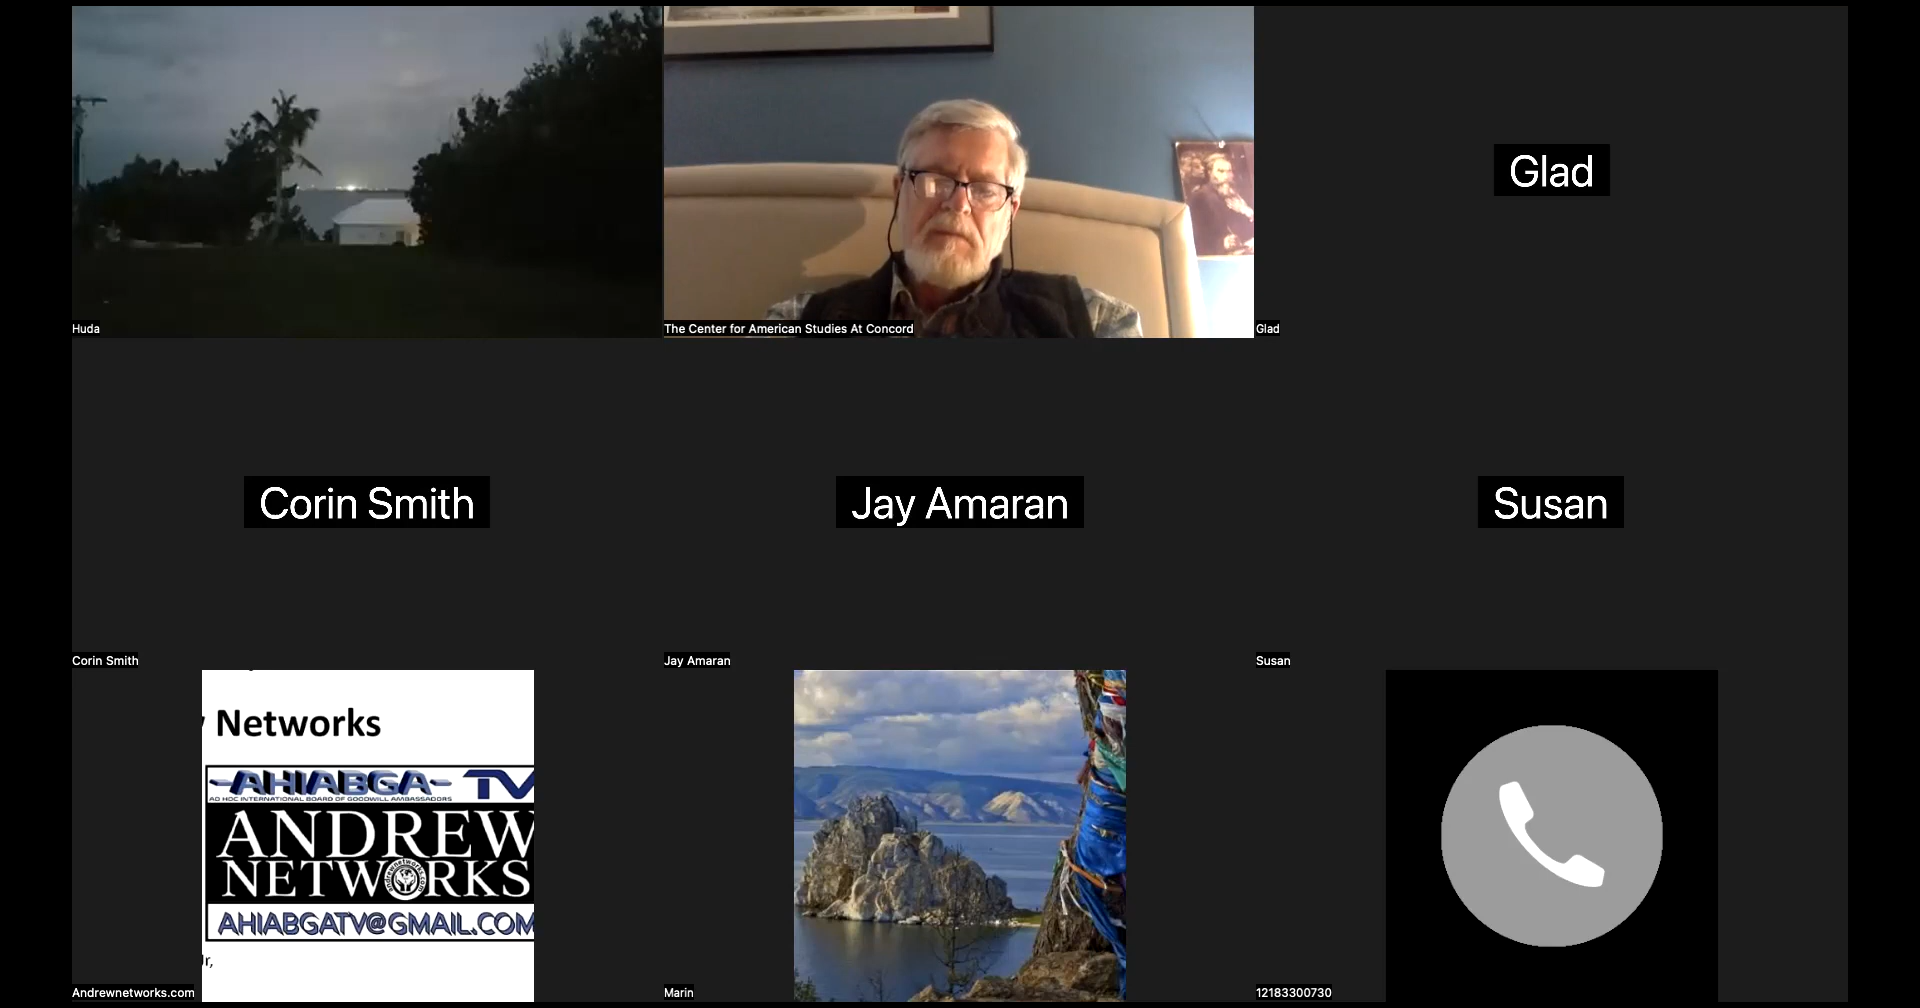 Huda
The Center for American Studies At Concord
Glad
Glad
Corin Smith
Corin Smith
Jay Amaran
Jay Amaran
Susan
Susan
Networks
-AHIABGA- TV
AD HOC INTERNATIONAL BOARD OF GOODWILL AMBASSADORS
ANDREW
NETWORKS
AHIABGATV@GMAIL.COM
Jr,
Andrewnetworks.com
Marin
12183300730